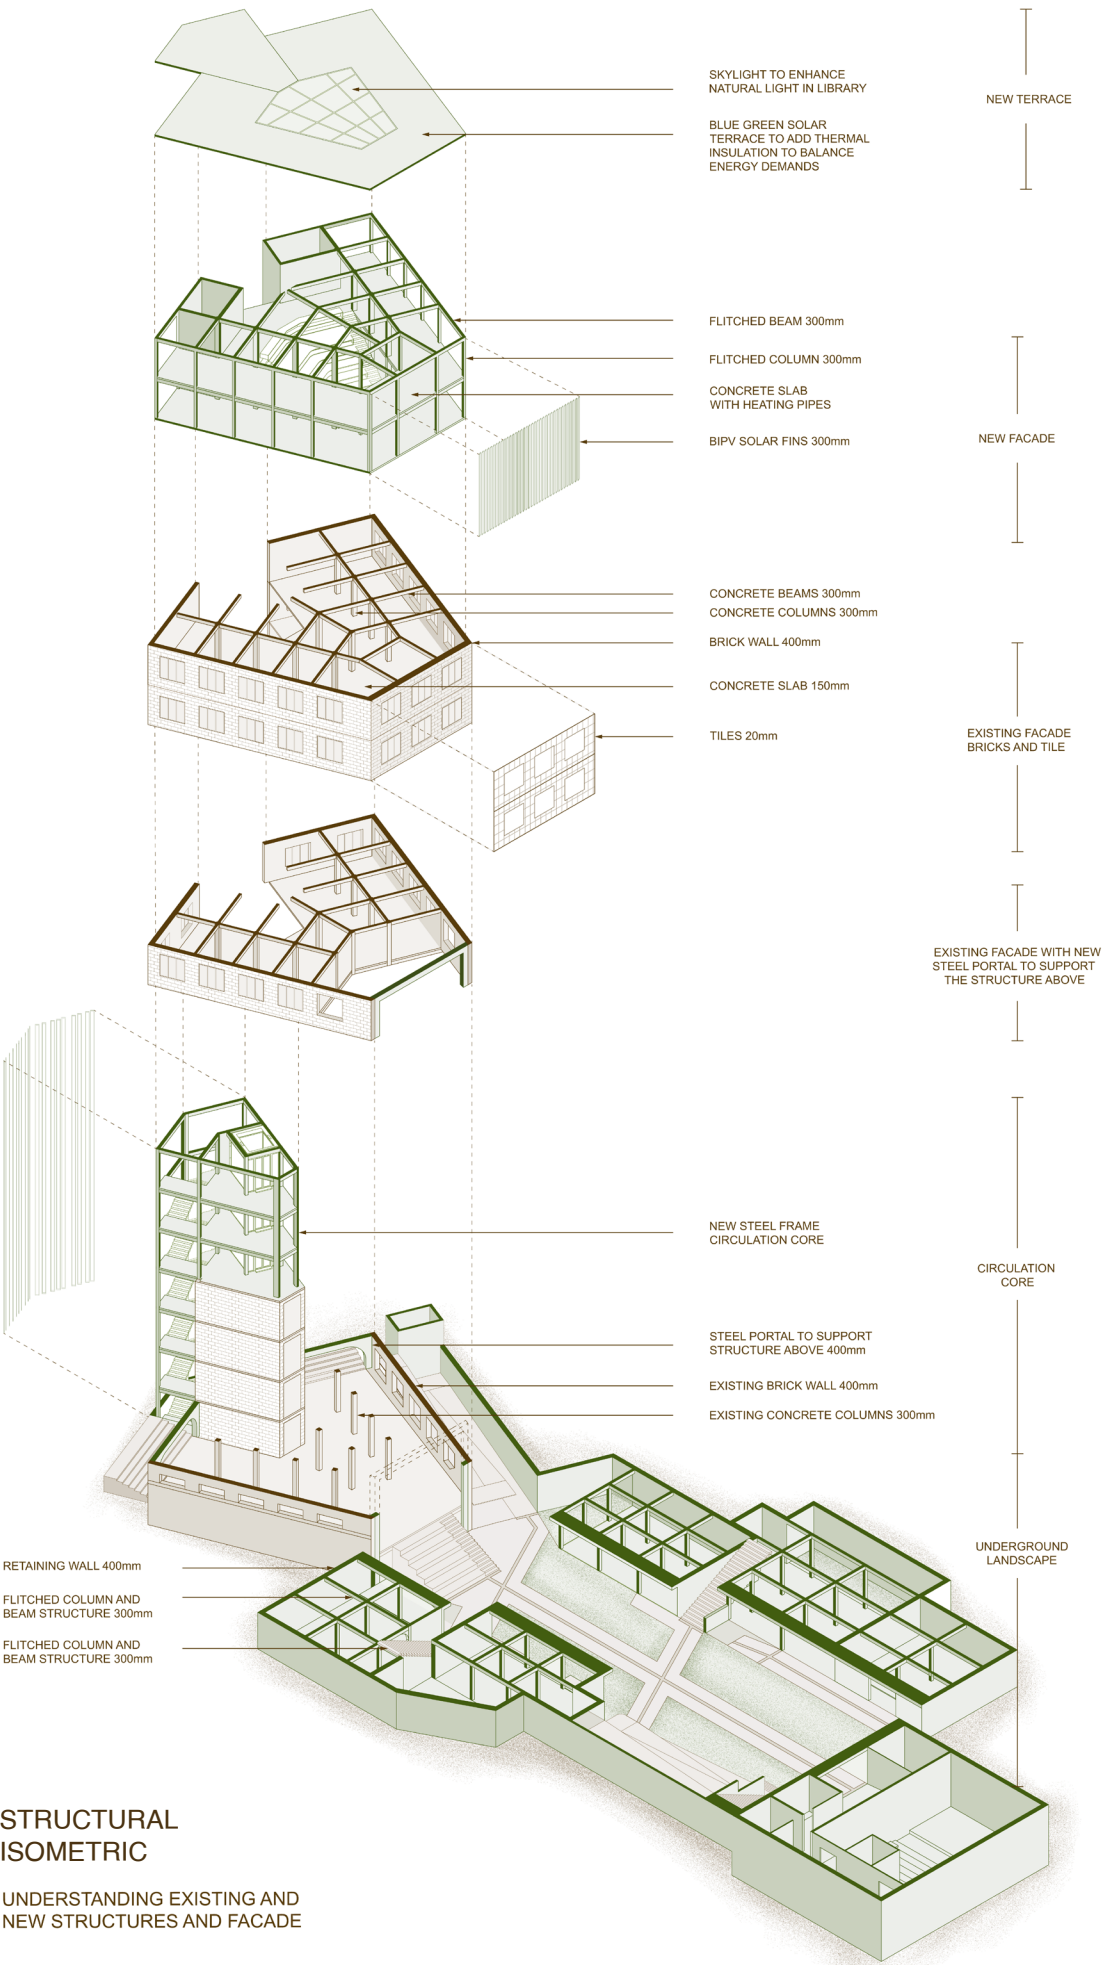 SKYLIGHT TO ENHANCE
NATURAL LIGHT IN LIBRARY
NEW TERRACE
BLUE GREEN SOLAR
TERRACE TO ADD THERMAL
INSULATION TO BALANCE
ENERGY DEMANDS
FLITCHED BEAM 300mm
FLITCHED COLUMN 300mm
CONCRETE SLAB
WITH HEATING PIPES
BIPV SOLAR FINS 300mm
NEW FACADE
CONCRETE BEAMS 300mm
CONCRETE COLUMNS 300mm
BRICK WALL 400mm
CONCRETE SLAB 150mm
TILES 20mm
EXISTING FACADE
BRICKS AND TILE
EXISTING FACADE WITH NEW
STEEL PORTAL TO SUPPORT
THE STRUCTURE ABOVE
NEW STEEL FRAME
CIRCULATION CORE
CIRCULATION
CORE
STEEL PORTAL TO SUPPORT
STRUCTURE ABOVE 400mm
EXISTING BRICK WALL 400mm
EXISTING CONCRETE COLUMNS 300mm
UNDERGROUND
LANDSCAPE
RETAINING WALL 400mm
FLITCHED COLUMN AND
BEAM STRUCTURE 300mm
FLITCHED COLUMN AND
BEAM STRUCTURE 300mm
STRUCTURAL
ISOMETRIC
UNDERSTANDING EXISTING AND
NEW STRUCTURES AND FACADE